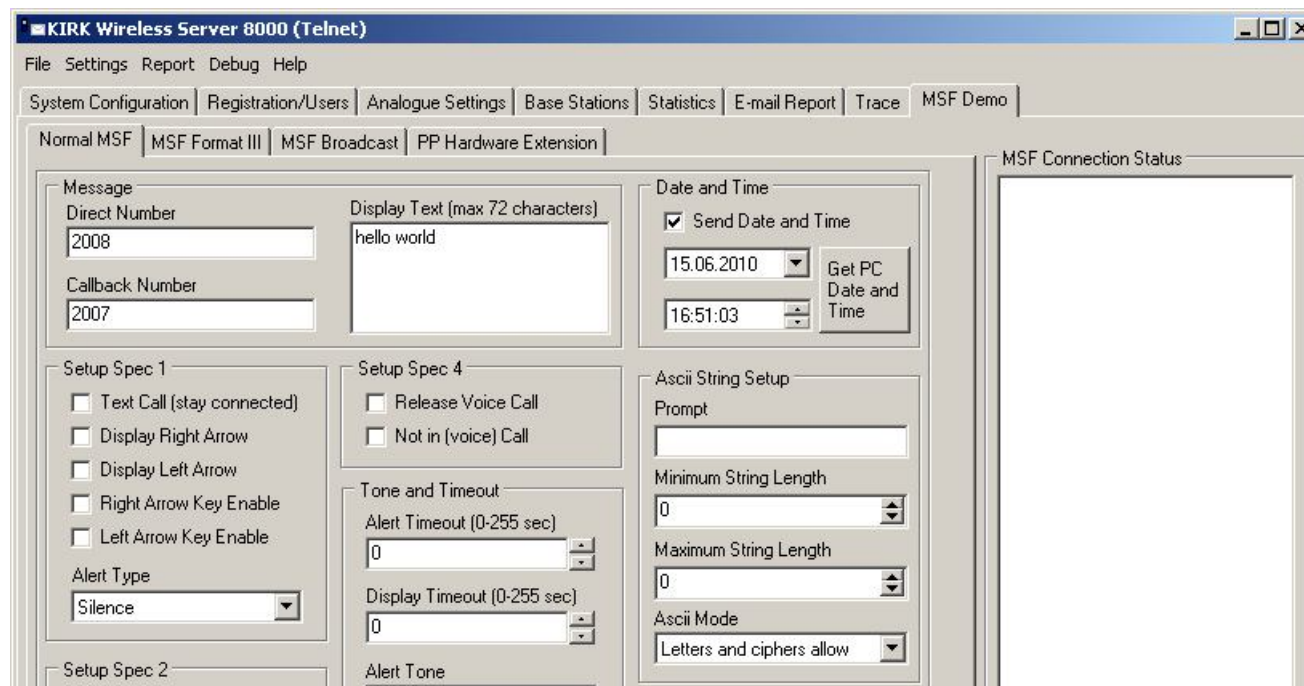 KIRK Wireless Server 8000 (Telnet)
File Settings Report Debug Help
System Configuration Registration/Users Analogue Settings Base Stations Statistics E-mail Report Trace MSF Demo
Normal MSF MSF Format III MSF Broadcast PP Hardware Extension
Message
Direct Number
2008
Callback Number
2007
Display Text (max 72 characters)
hello world
Date and Time
Send Date and Time
15.06.2010
16:51:03
Get PC
Date and
Time
Setup Spec 1
Text Call (stay connected)
Display Right Arrow
Display Left Arrow
Right Arrow Key Enable
Left Arrow Key Enable
Alert Type
Silence
Setup Spec 2
Setup Spec 4
Release Voice Call
Not in (voice) Call
Tone and Timeout
Alert Timeout (0-255 sec)
0
Display Timeout (0-255 sec)
0
Alert Tone
Ascii String Setup
Prompt
Minimum String Length
0
Maximum String Length
0
Ascii Mode
Letters and ciphers allow
MSF Connection Status